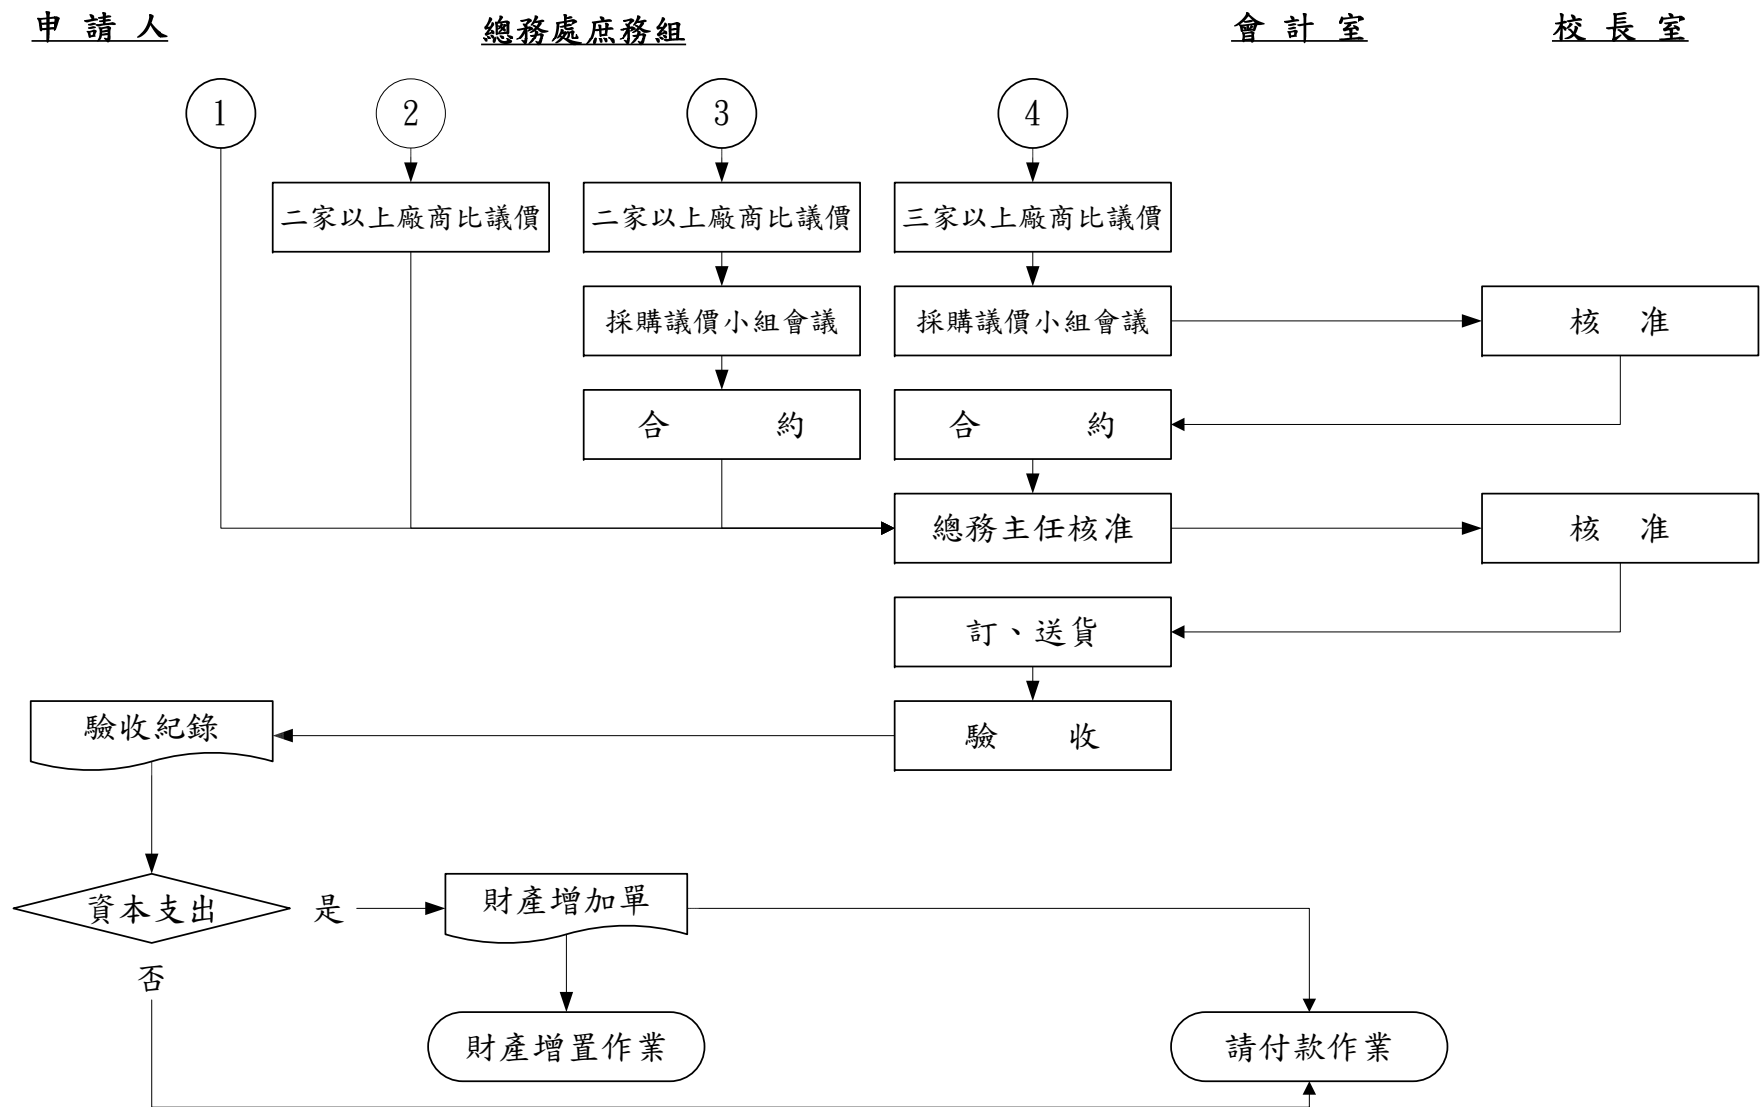 申請人 總務處庶務組 會計室 校長室
1 2 3 4
二家以上廠商比議價 二家以上廠商比議價 三家以上廠商比議價
採購議價小組會議 採購議價小組會議 核准
合約 合約
總務主任核准 核准
訂、送貨
驗收紀錄 驗收
資本支出 是 財產增加單
否
財產增置作業 請付款作業